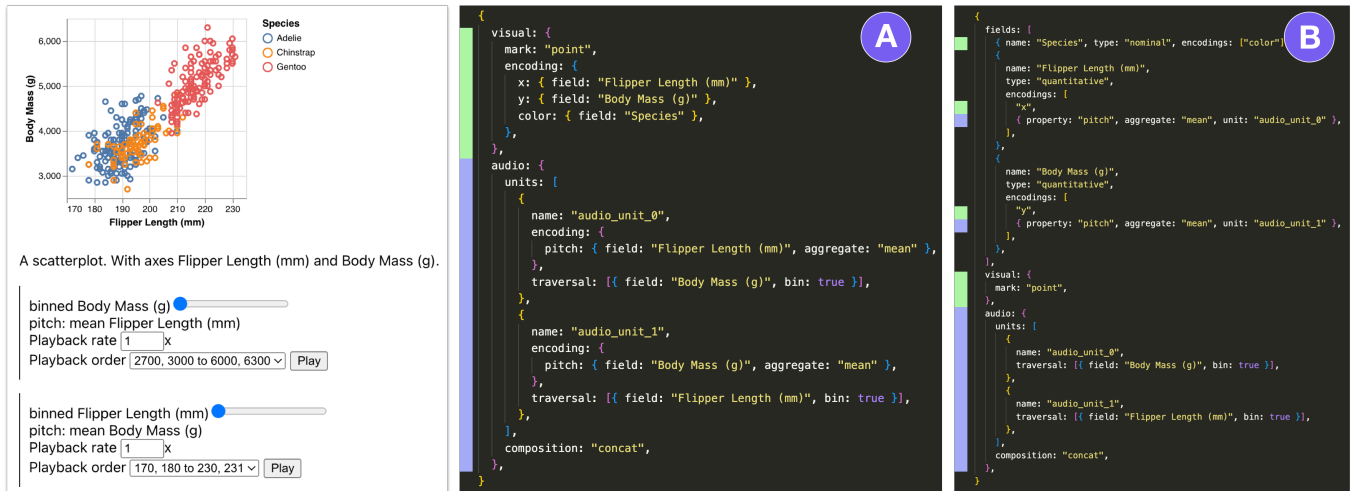 Species
Adelie
Chinstrap
Gentoo
6,000
5,000
4,000
3,000
Body Mass (g)
170 180 190 200 210 220 230
Flipper Length (mm)
A scatterplot. With axes Flipper Length (mm) and Body Mass (g).
binned Body Mass (g)
pitch: mean Flipper Length (mm)
Playback rate 1 x
Playback order 2700, 3000 to 6000, 6300 Play
binned Flipper Length (mm)
pitch: mean Body Mass (g)
Playback rate 1 x
Playback order 170, 180 to 230, 231 Play
A
{
visual: {
mark: "point",
encoding: {
x: { field: "Flipper Length (mm)" },
y: { field: "Body Mass (g)" },
color: { field: "Species" },
},
},
audio: {
units: [
{
name: "audio_unit_0",
encoding: {
pitch: { field: "Flipper Length (mm)", aggregate: "mean" },
},
traversal: [{ field: "Body Mass (g)", bin: true }],
},
{
name: "audio_unit_1",
encoding: {
pitch: { field: "Body Mass (g)", aggregate: "mean" },
},
traversal: [{ field: "Flipper Length (mm)", bin: true }],
},
],
composition: "concat",
},
}
B
{
fields: [
{ name: "Species", type: "nominal", encodings: ["color"]
{
name: "Flipper Length (mm)",
type: "quantitative",
encodings: [
"x",
{ property: "pitch", aggregate: "mean", unit: "audio_unit_0" },
],
},
{
name: "Body Mass (g)",
type: "quantitative",
encodings: [
"y",
{ property: "pitch", aggregate: "mean", unit: "audio_unit_1" },
],
},
],
visual: {
mark: "point",
},
audio: {
units: [
{
name: "audio_unit_0",
traversal: [{ field: "Body Mass (g)", bin: true }],
},
{
name: "audio_unit_1",
traversal: [{ field: "Flipper Length (mm)", bin: true }],
},
],
composition: "concat",
},
}